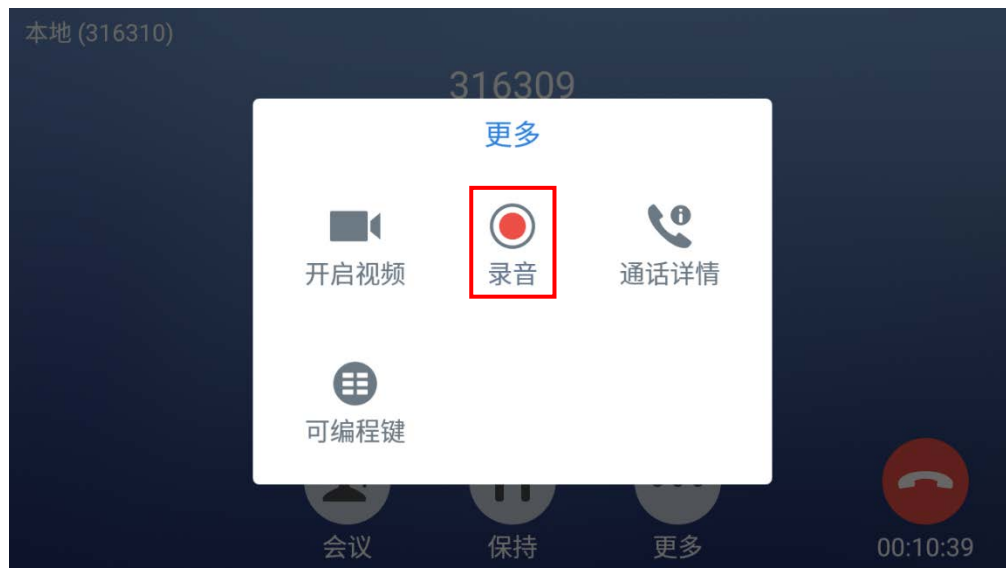 本地 (316310)
316309
更多
开启视频
录音
通话详情
可编程键
会议
保持
更多
00:10:39